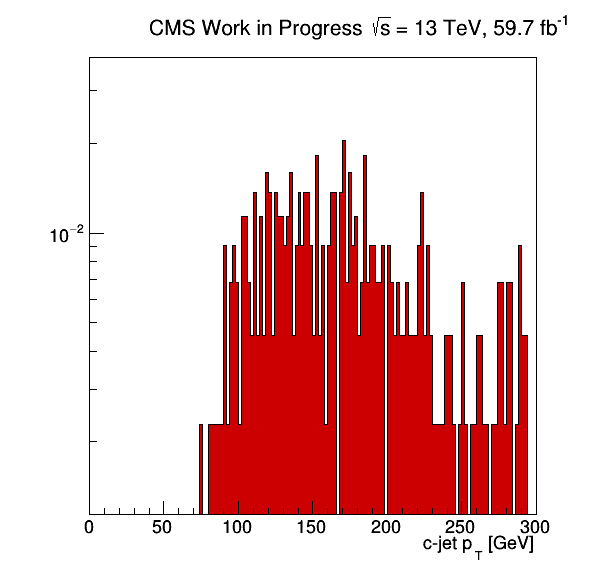 CMS Work in Progress √s = 13 TeV, 59.7 fb⁻¹
10⁻²
0 50 100 150 200 250 300
c-jet p_T [GeV]